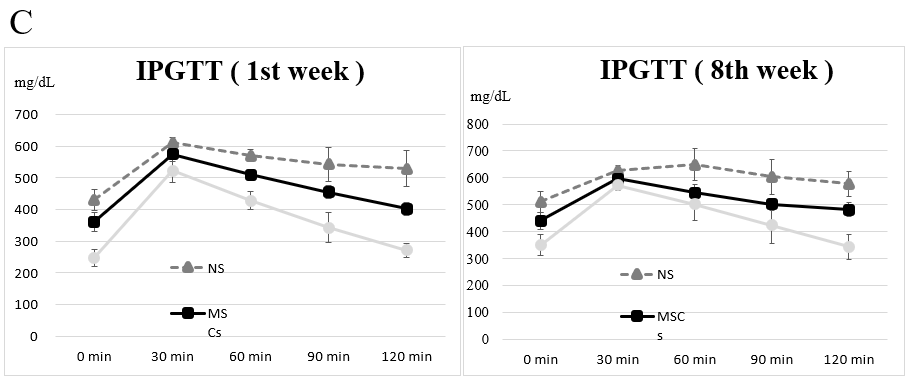 C
IPGTT ( 1st week )
mg/dL
700
600
500
400
300
200
100
0
0 min 30 min 60 min 90 min 120 min
NS
MS
Cs
IPGTT ( 8th week )
mg/dL
800
700
600
500
400
300
200
100
0
0 min 30 min 60 min 90 min 120 min
NS
MSC
s